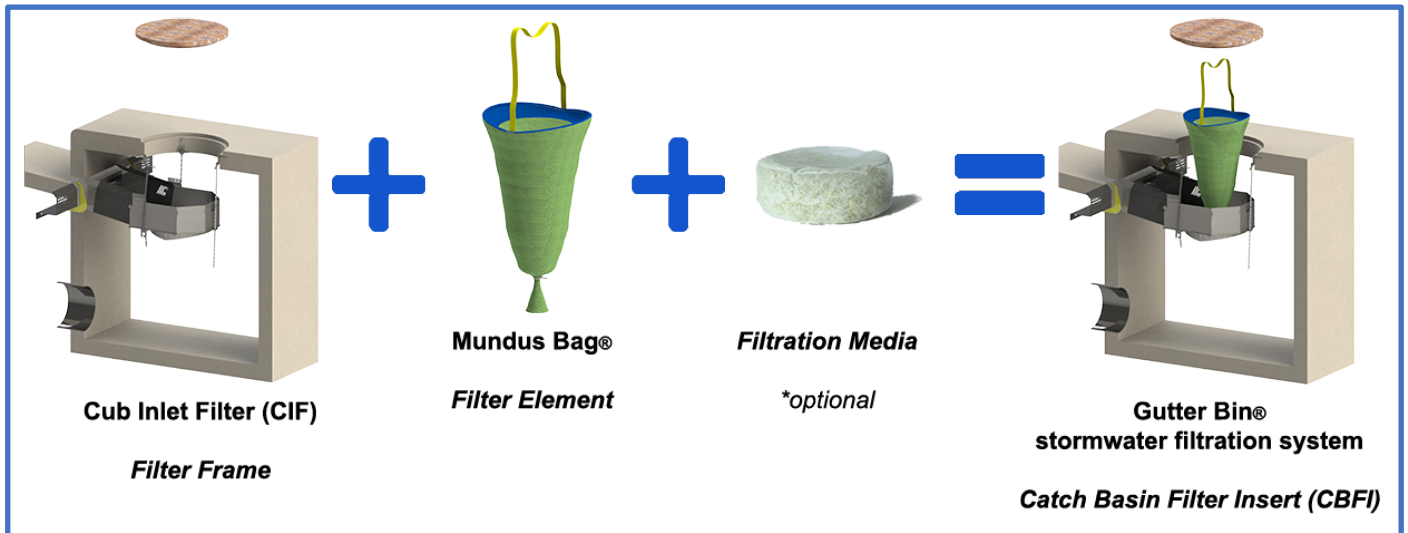 Cub Inlet Filter (CIF)
Filter Frame
Mundus Bag®
Filter Element
Filtration Media
*optional
Gutter Bin®
stormwater filtration system
Catch Basin Filter Insert (CBFI)